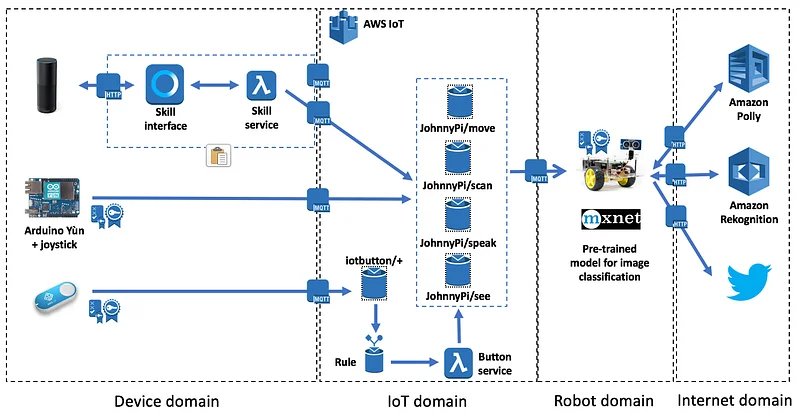 AWS IoT
HTTP
Skill
interface
Skill
service
MQTT
MQTT
JohnnyPi/move
JohnnyPi/scan
JohnnyPi/speak
JohnnyPi/see
MQTT
Arduino Yùn
+ joystick
MQTT
iotbutton/+
MQTT
Rule
Button
service
mxnet
Pre-trained
model for image
classification
HTTP
HTTP
HTTP
Amazon
Polly
Amazon
Rekognition
Device domain
IoT domain
Robot domain
Internet domain